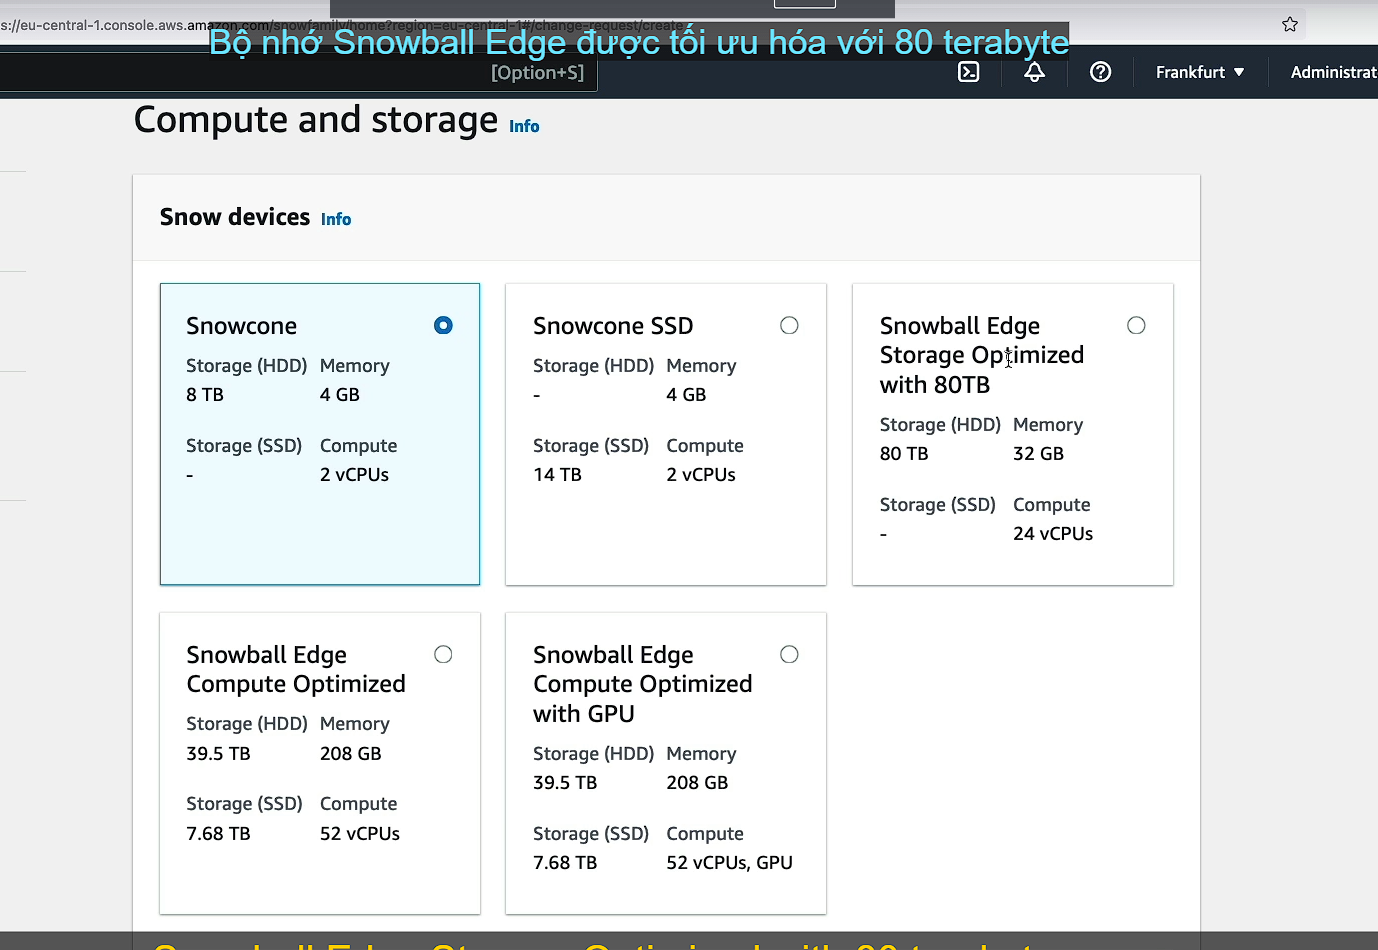 s://eu-central-1.console.aws.amazon.com/snowfamily/home?region=eu-central-1#/change-request/create
Bộ nhớ Snowball Edge được tối ưu hóa với 80 terabyte
[Option+S]
Frankfurt ▼
Administrat
Compute and storage Info
Snow devices Info
Snowcone
Storage (HDD) Memory
8 TB 4 GB
Storage (SSD) Compute
- 2 vCPUs
Snowcone SSD
Storage (HDD) Memory
- 4 GB
Storage (SSD) Compute
14 TB 2 vCPUs
Snowball Edge
Storage Optimized
with 80TB
Storage (HDD) Memory
80 TB 32 GB
Storage (SSD) Compute
- 24 vCPUs
Snowball Edge
Compute Optimized
Storage (HDD) Memory
39.5 TB 208 GB
Storage (SSD) Compute
7.68 TB 52 vCPUs
Snowball Edge
Compute Optimized
with GPU
Storage (HDD) Memory
39.5 TB 208 GB
Storage (SSD) Compute
7.68 TB 52 vCPUs, GPU
Snowball Edge Storage Optimized with 80